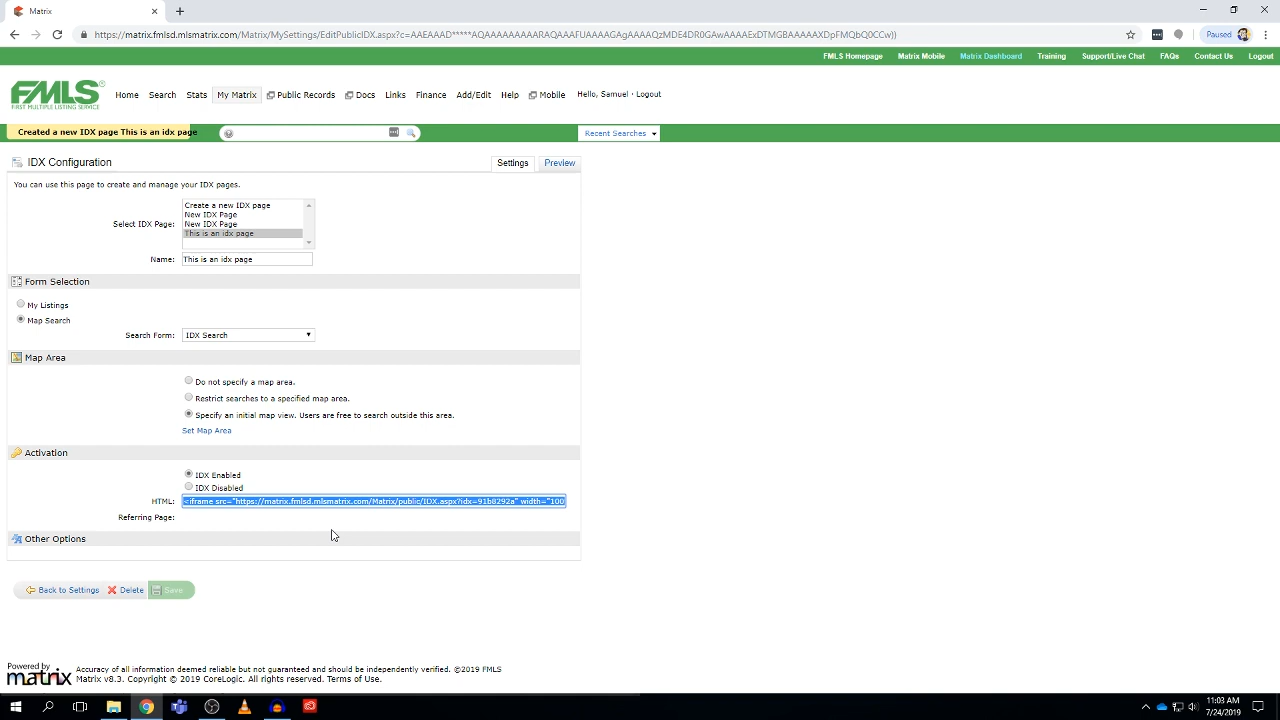 Matrix
https://matrix.fmlsd.mlsmatrix.com/Matrix/MySettings/EditPublicIDX.aspx?c=AAEAAAD****AQAAAAAAAAARAQAAAFUAAAAGAgAAAAQzMDE4DR0GAwAAAAExDTMGBAAAAAXDpFMQbQ0CCw))
Paused
FMLS Homepage Matrix Mobile Matrix Dashboard Training Support/Live Chat FAQs Contact Us Logout
FMLS
FIRST MULTIPLE LISTING SERVICE
Home Search Stats My Matrix Public Records Docs Links Finance Add/Edit Help Mobile Hello, Samuel · Logout
Created a new IDX page This is an idx page
Recent Searches
IDX Configuration
Settings Preview
You can use this page to create and manage your IDX pages.
Select IDX Page:
Create a new IDX page
New IDX Page
New IDX Page
This is an idx page
Name: This is an idx page
Form Selection
My Listings
Map Search
Search Form: IDX Search
Map Area
Do not specify a map area.
Restrict searches to a specified map area.
Specify an initial map view. Users are free to search outside this area.
Set Map Area
Activation
IDX Enabled
IDX Disabled
HTML: <iframe src="https://matrix.fmlsd.mlsmatrix.com/Matrix/public/IDX.aspx?idx=91b8292a" width="100
Referring Page:
Other Options
Back to Settings Delete Save
Powered by
matrix
Accuracy of all information deemed reliable but not guaranteed and should be independently verified. ©2019 FMLS
Matrix v8.3. Copyright © 2019 CoreLogic. All rights reserved. Terms of Use.
11:03 AM
7/24/2019